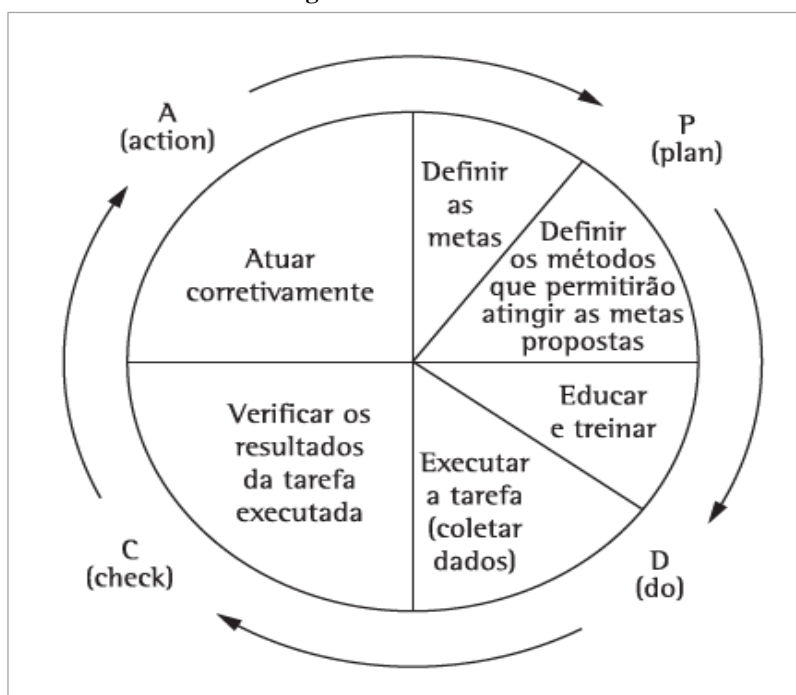 A
(action)
P
(plan)
Definir
as
metas
Definir
os métodos
que permitirão
atingir as metas
propostas
Atuar
corretivamente
Educar
e treinar
Executar
a tarefa
(coletar
dados)
Verificar os
resultados
da tarefa
executada
C
(check)
D
(do)